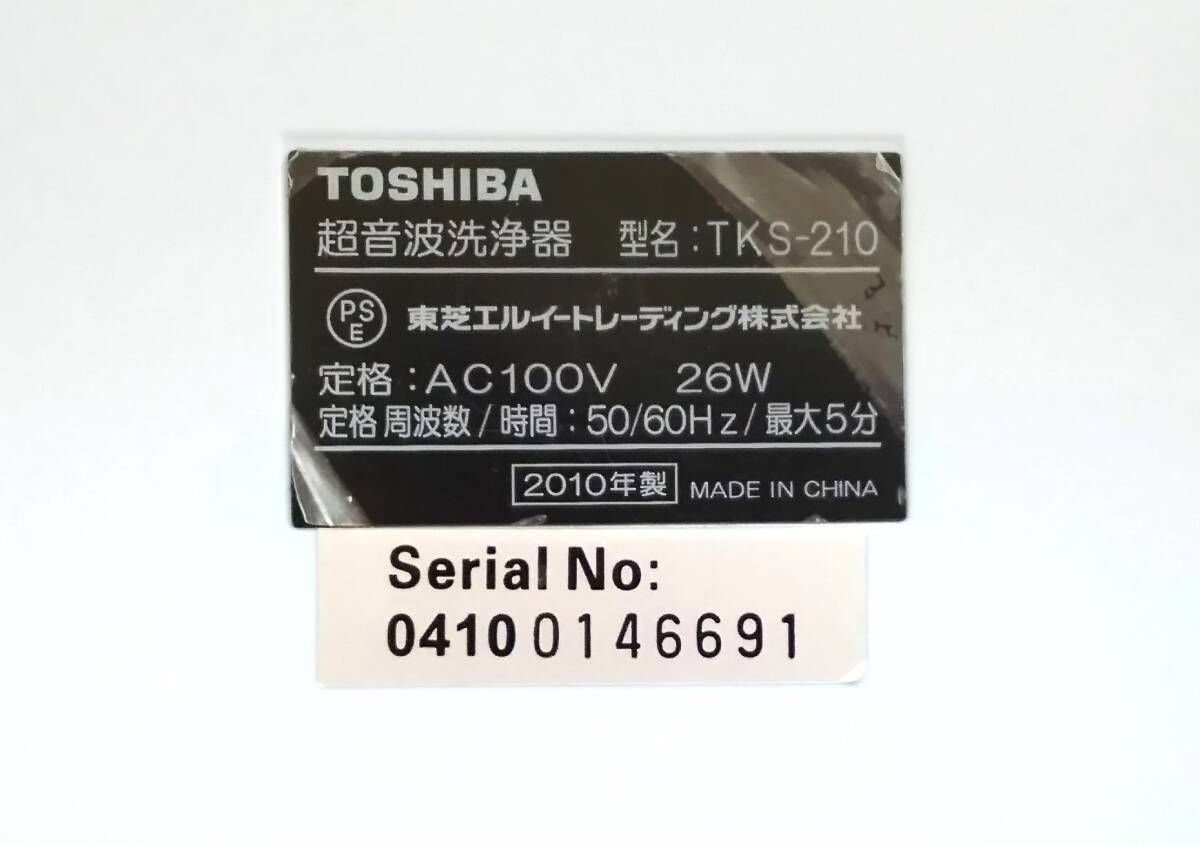 TOSHIBA
超音波洗浄器 型名:TKS-210
PSE 東芝エルイートレーディング株式会社
定格:AC100V 26W
定格周波数/時間:50/60Hz/最大5分
2010年製 MADE IN CHINA
Serial No:
04100146691